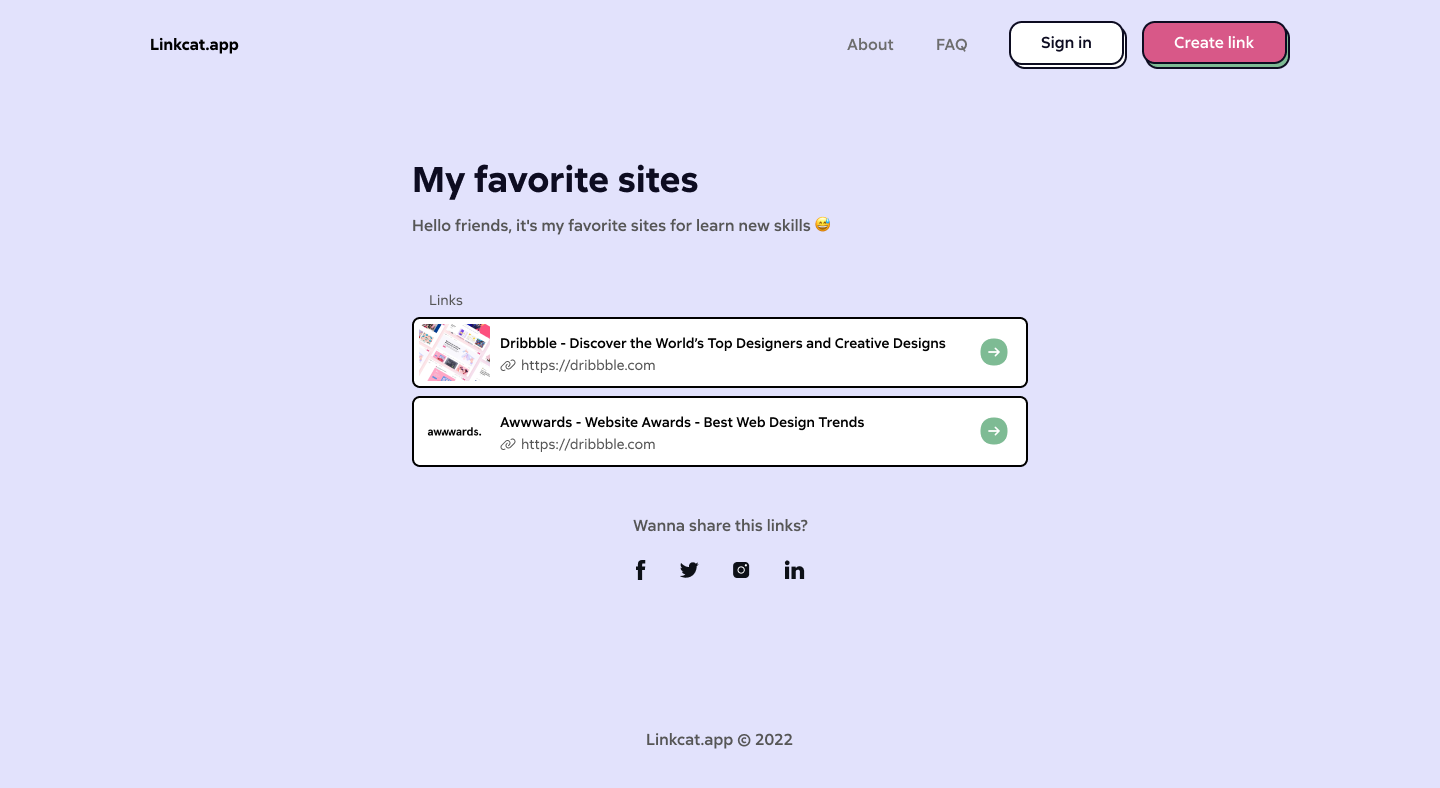 Linkcat.app
About
FAQ
Sign in
Create link
My favorite sites
Hello friends, it's my favorite sites for learn new skills 😅
Links
Dribbble - Discover the World’s Top Designers and Creative Designs
https://dribbble.com
awwwards.
Awwwards - Website Awards - Best Web Design Trends
https://dribbble.com
Wanna share this links?
Linkcat.app © 2022